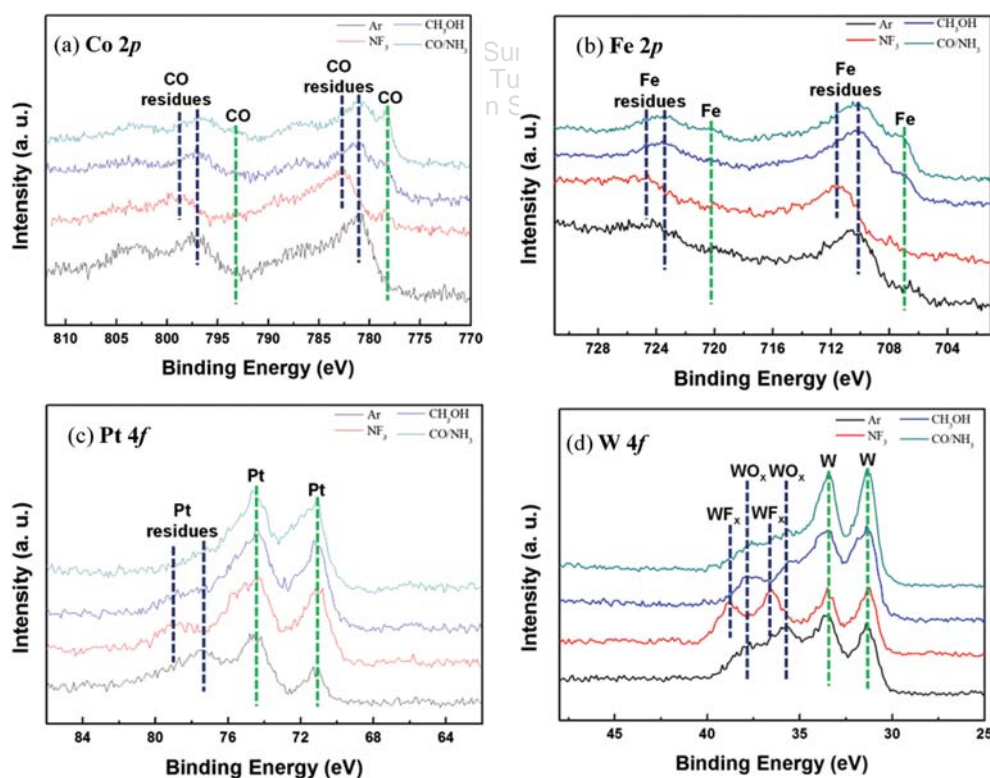 (a) Co 2p
Ar
CH₃OH
NF₃
CO/NH₃
CO
residues
CO
CO
residues
CO
Intensity (a. u.)
810 800 790 780 770
Binding Energy (eV)
(b) Fe 2p
Ar
CH₃OH
NF₃
CO/NH₃
Fe
residues
Fe
Fe
residues
Fe
Intensity (a. u.)
728 724 720 716 712 708 704
Binding Energy (eV)
(c) Pt 4f
Ar
CH₃OH
NF₃
CO/NH₃
Pt
residues
Pt
Pt
Intensity (a. u.)
84 80 76 72 68 64
Binding Energy (eV)
(d) W 4f
Ar
CH₃OH
NF₃
CO/NH₃
WFₓ
WOₓ
WFₓ
WOₓ
W
W
Intensity (a. u.)
45 40 35 30 25
Binding Energy (eV)